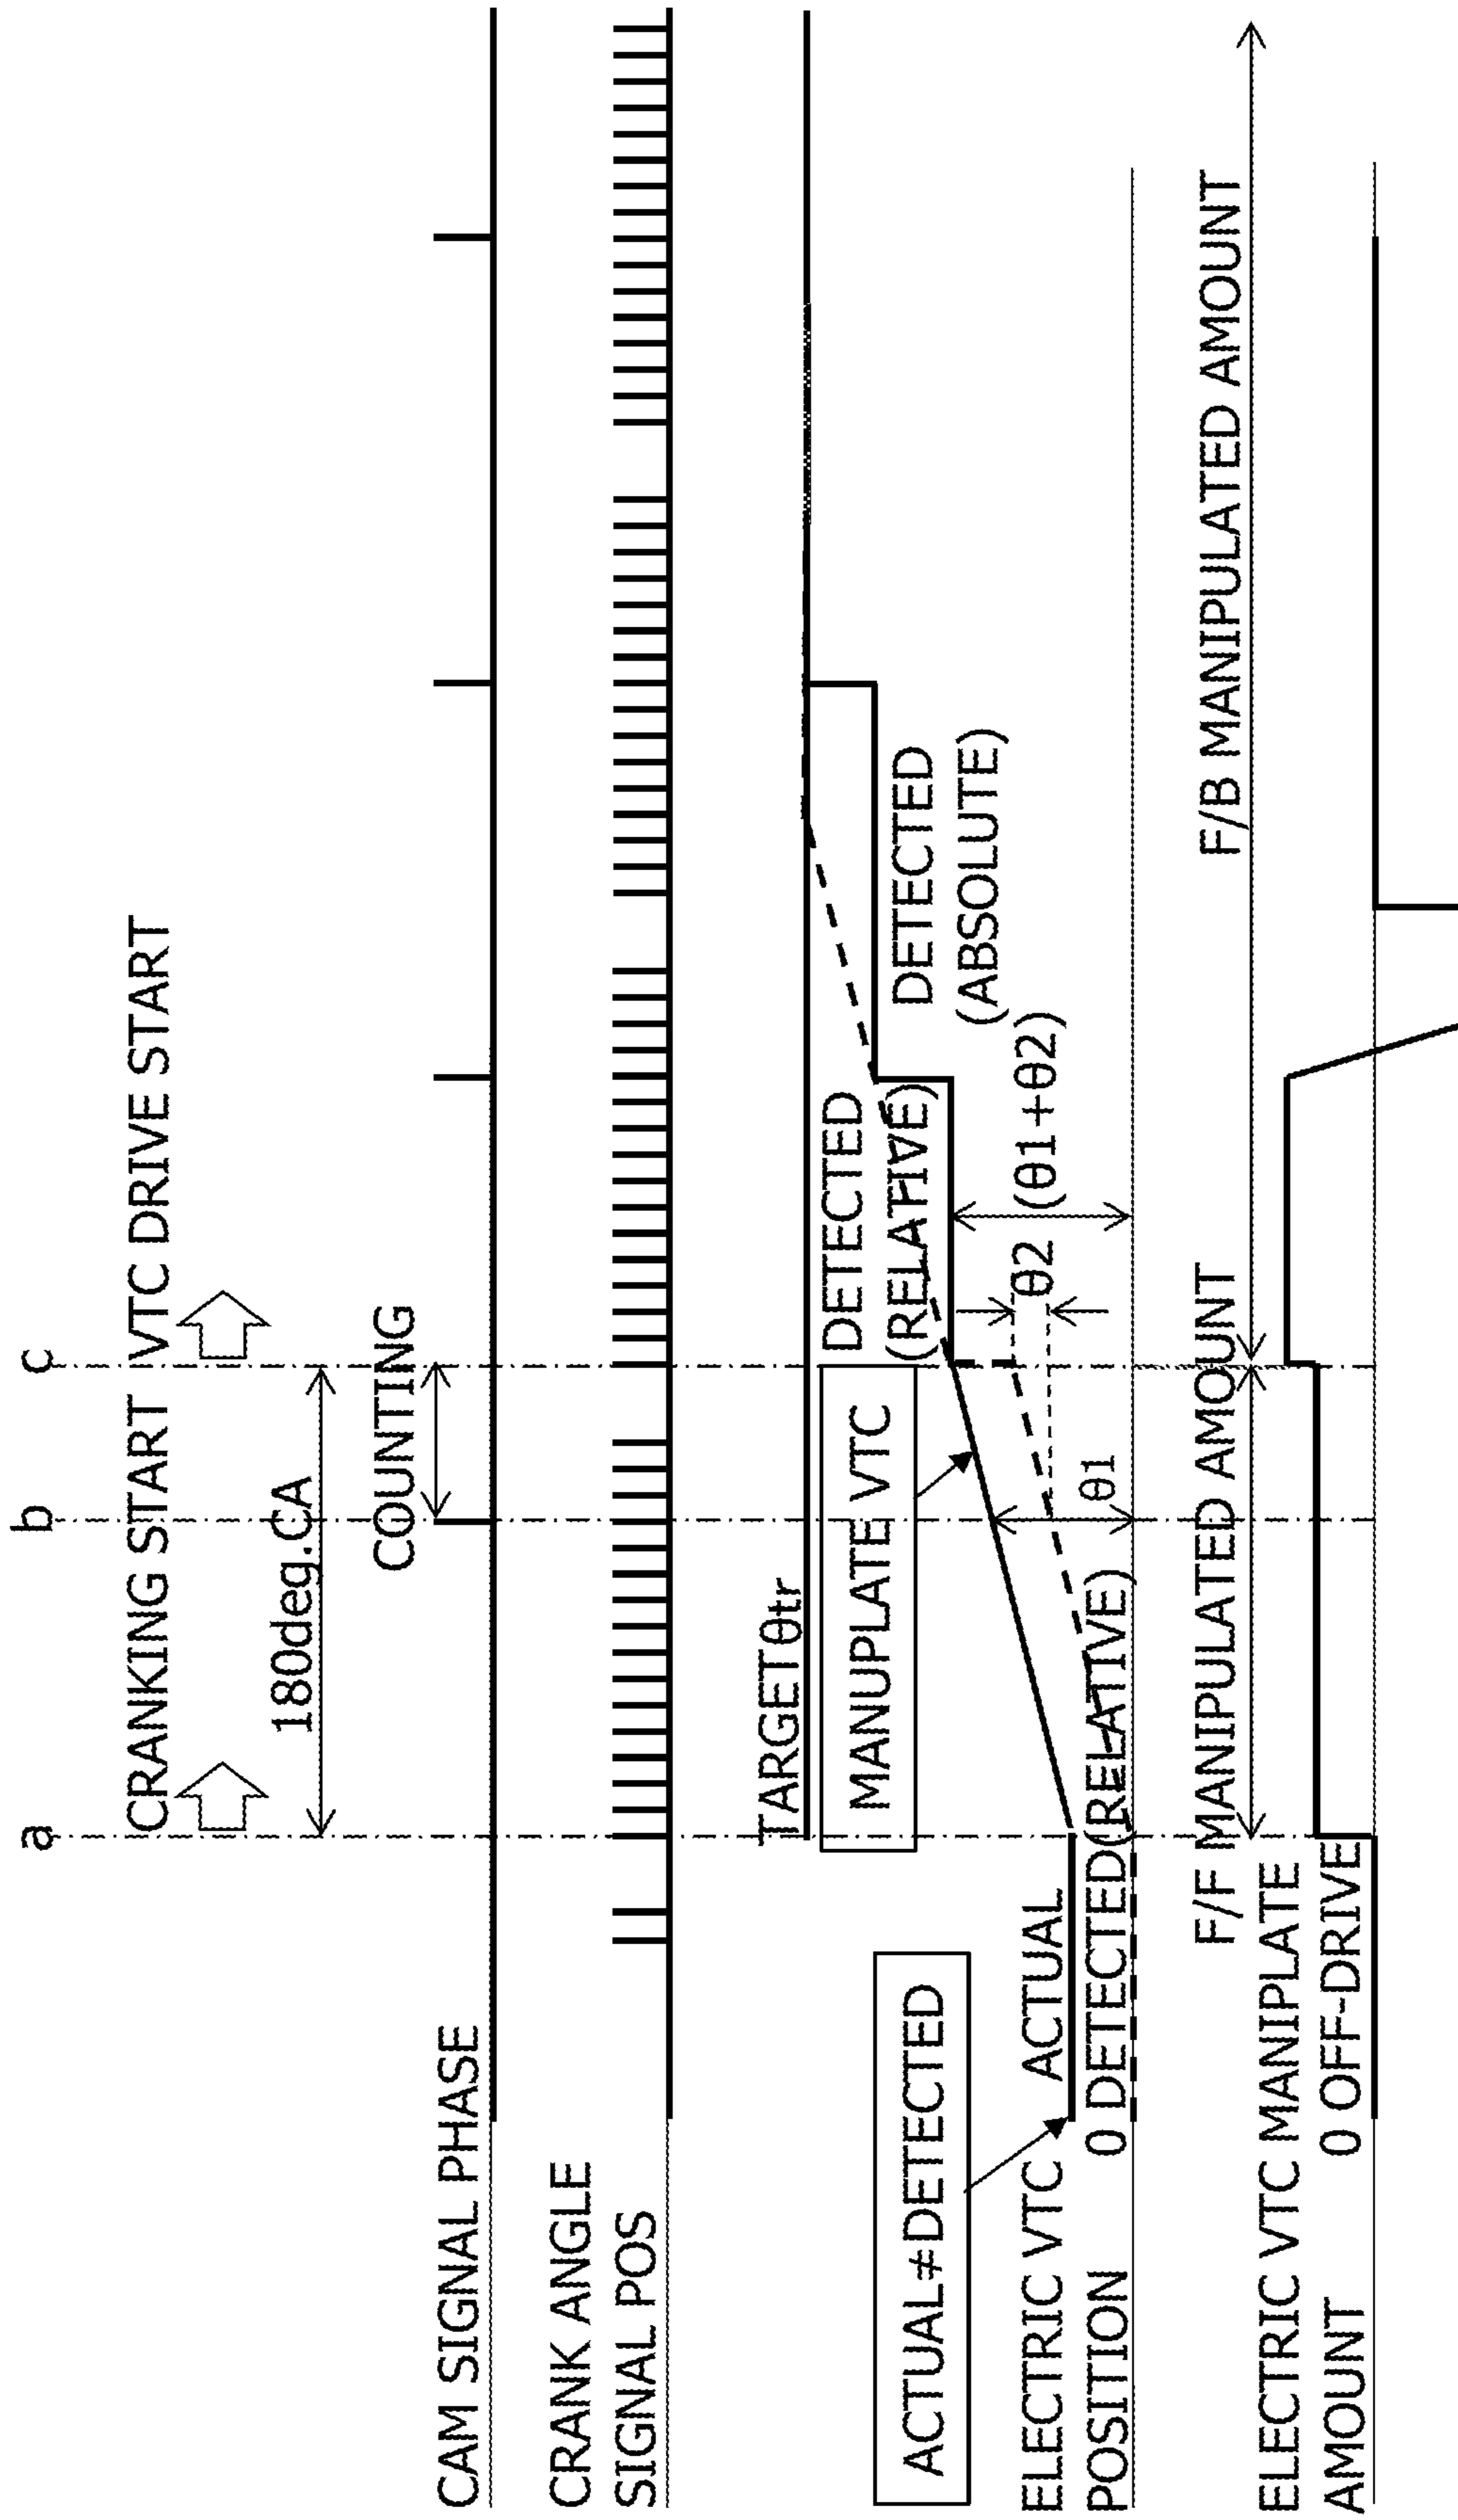 a
b
c
CRANKING START
VTC DRIVE START
180deg.CA
COUNTING
CAM SIGNAL PHASE
CRANK ANGLE
SIGNAL POS
TARGETθtr
MANUPLATE VTC
DETECTED
(RELATIVE)
DETECTED
(ABSOLUTE)
ACTUAL≠DETECTED
ELECTRIC VTC
POSITION
ACTUAL
0 DETECTED(RELATIVE)
θ1
θ2
(θ1+θ2)
F/F MANIPULATED AMOUNT
F/B MANIPULATED AMOUNT
ELECTRIC VTC MANIPLATE
AMOUNT
0 OFF-DRIVE